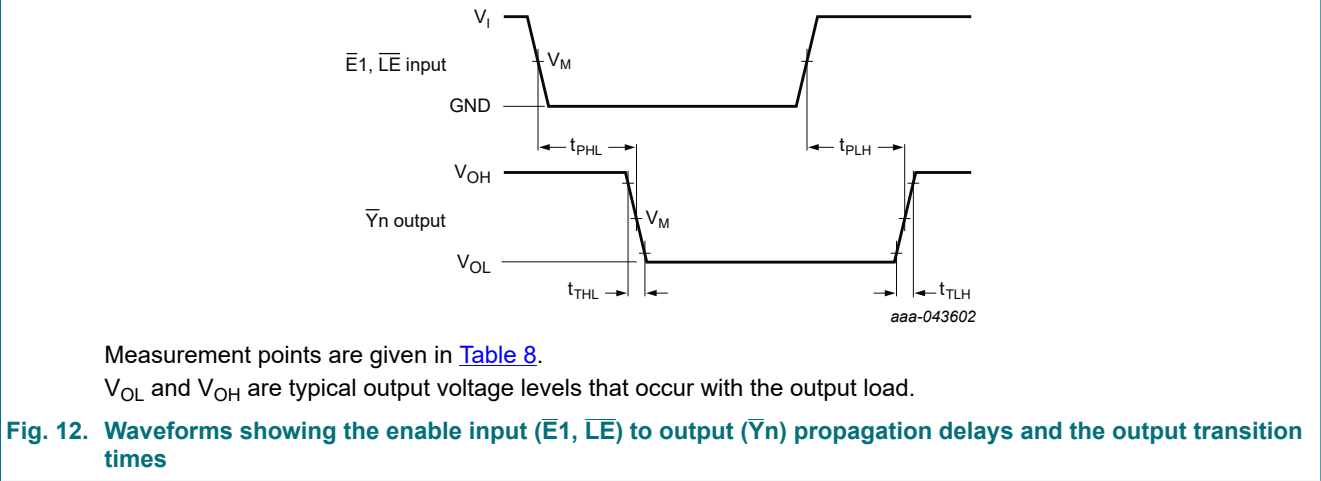 V_I
E̅1, L̅E̅ input
V_M
GND
t_PHL
t_PLH
V_OH
Y̅n output
V_M
V_OL
t_THL
t_TLH
aaa-043602
Measurement points are given in Table 8.
V_OL and V_OH are typical output voltage levels that occur with the output load.
Fig. 12. Waveforms showing the enable input (E̅1, L̅E̅) to output (Y̅n) propagation delays and the output transition
times